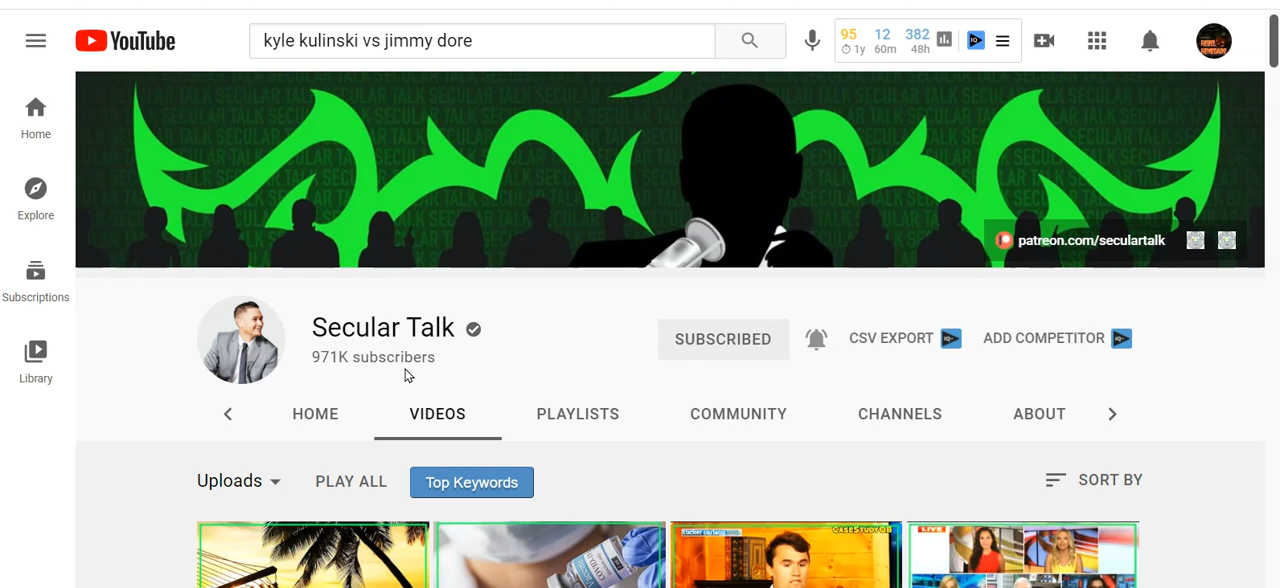 YouTube
kyle kulinski vs jimmy dore
95 12 382
1y 60m 48h
IQ
Home
Explore
Subscriptions
Library
patreon.com/seculartalk
Secular Talk
971K subscribers
SUBSCRIBED
CSV EXPORT
ADD COMPETITOR
HOME
VIDEOS
PLAYLISTS
COMMUNITY
CHANNELS
ABOUT
Uploads
PLAY ALL
Top Keywords
SORT BY
LIVE